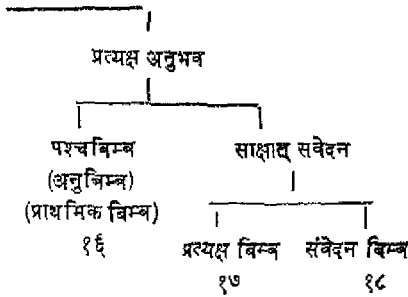 प्रत्यक्ष अनुभव
पश्चबिम्ब साक्षात् संवेदन
(अनुबिम्ब)
(प्राथमिक बिम्ब)
१६ प्रत्यक्ष बिम्ब संवेदन बिम्ब
१७ १८